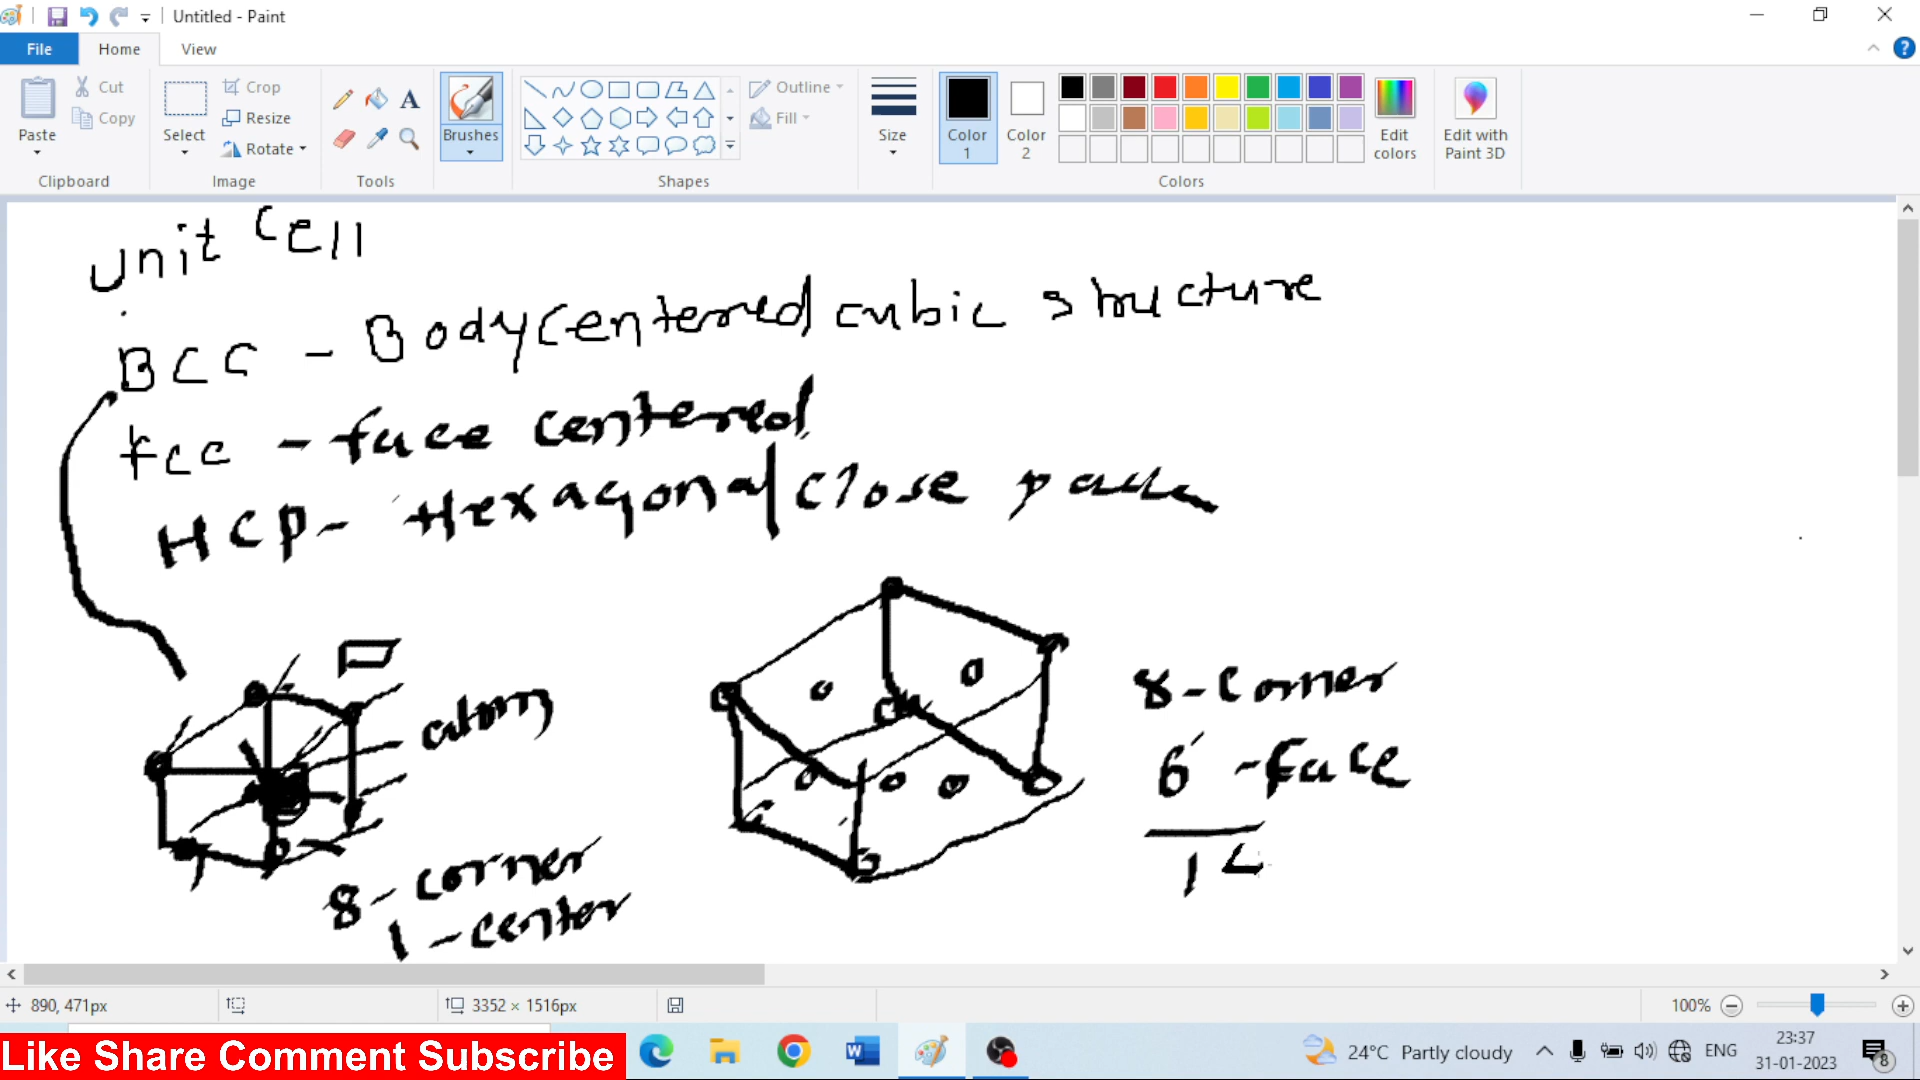 Untitled - Paint
File Home View
Paste Cut Copy Clipboard
Select Crop Resize Rotate Image
Tools
Brushes
Shapes Outline Fill
Size
Color 1 Color 2 Edit colors Colors
Edit with Paint 3D
unit cell
BCC - Bodycenterred cubic structure
fcc - face centered
HCP- Hexagonal close
atom
8 - corner
1 - center
8 - corner
6 - face
14
890, 471px
3352 × 1516px
100%
Like Share Comment Subscribe
24°C Partly cloudy
ENG
23:37
31-01-2023
8